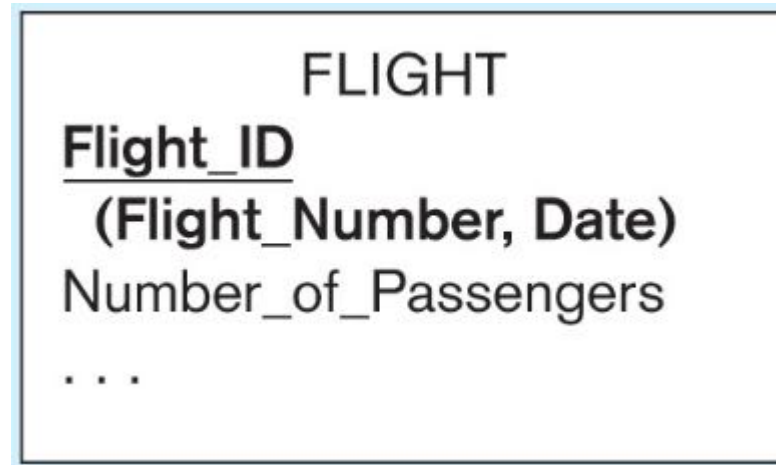 FLIGHT
Flight_ID
(Flight_Number, Date)
Number_of_Passengers
. . .